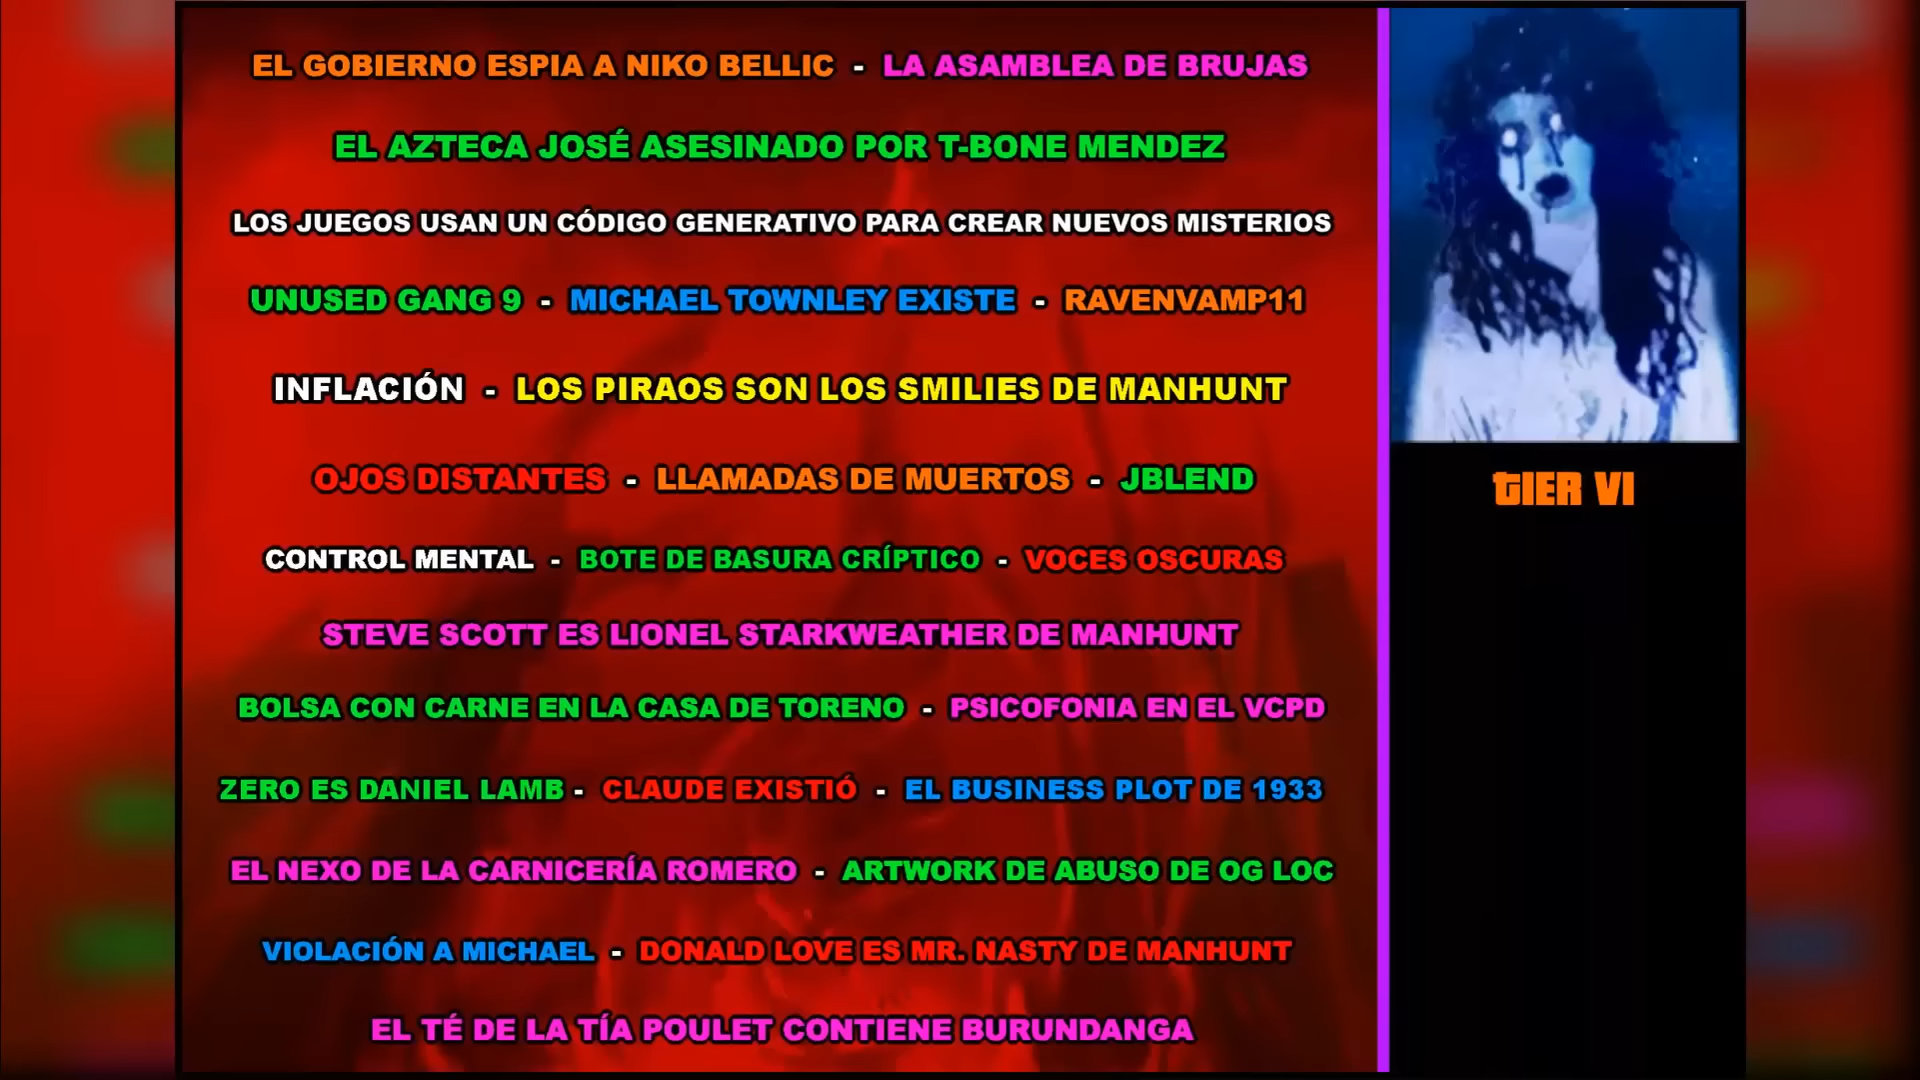 EL GOBIERNO ESPIA A NIKO BELLIC - LA ASAMBLEA DE BRUJAS
EL AZTECA JOSÉ ASESINADO POR T-BONE MENDEZ
LOS JUEGOS USAN UN CÓDIGO GENERATIVO PARA CREAR NUEVOS MISTERIOS
UNUSED GANG 9 - MICHAEL TOWNLEY EXISTE - RAVENVAMP11
INFLACIÓN - LOS PIRAOS SON LOS SMILIES DE MANHUNT
OJOS DISTANTES - LLAMADAS DE MUERTOS - JBLEND
CONTROL MENTAL - BOTE DE BASURA CRÍPTICO - VOCES OSCURAS
STEVE SCOTT ES LIONEL STARKWEATHER DE MANHUNT
BOLSA CON CARNE EN LA CASA DE TORENO - PSICOFONIA EN EL VCPD
ZERO ES DANIEL LAMB - CLAUDE EXISTIÓ - EL BUSINESS PLOT DE 1933
EL NEXO DE LA CARNICERÍA ROMERO - ARTWORK DE ABUSO DE OG LOC
VIOLACIÓN A MICHAEL - DONALD LOVE ES MR. NASTY DE MANHUNT
EL TÉ DE LA TÍA POULET CONTIENE BURUNDANGA
TIER VI